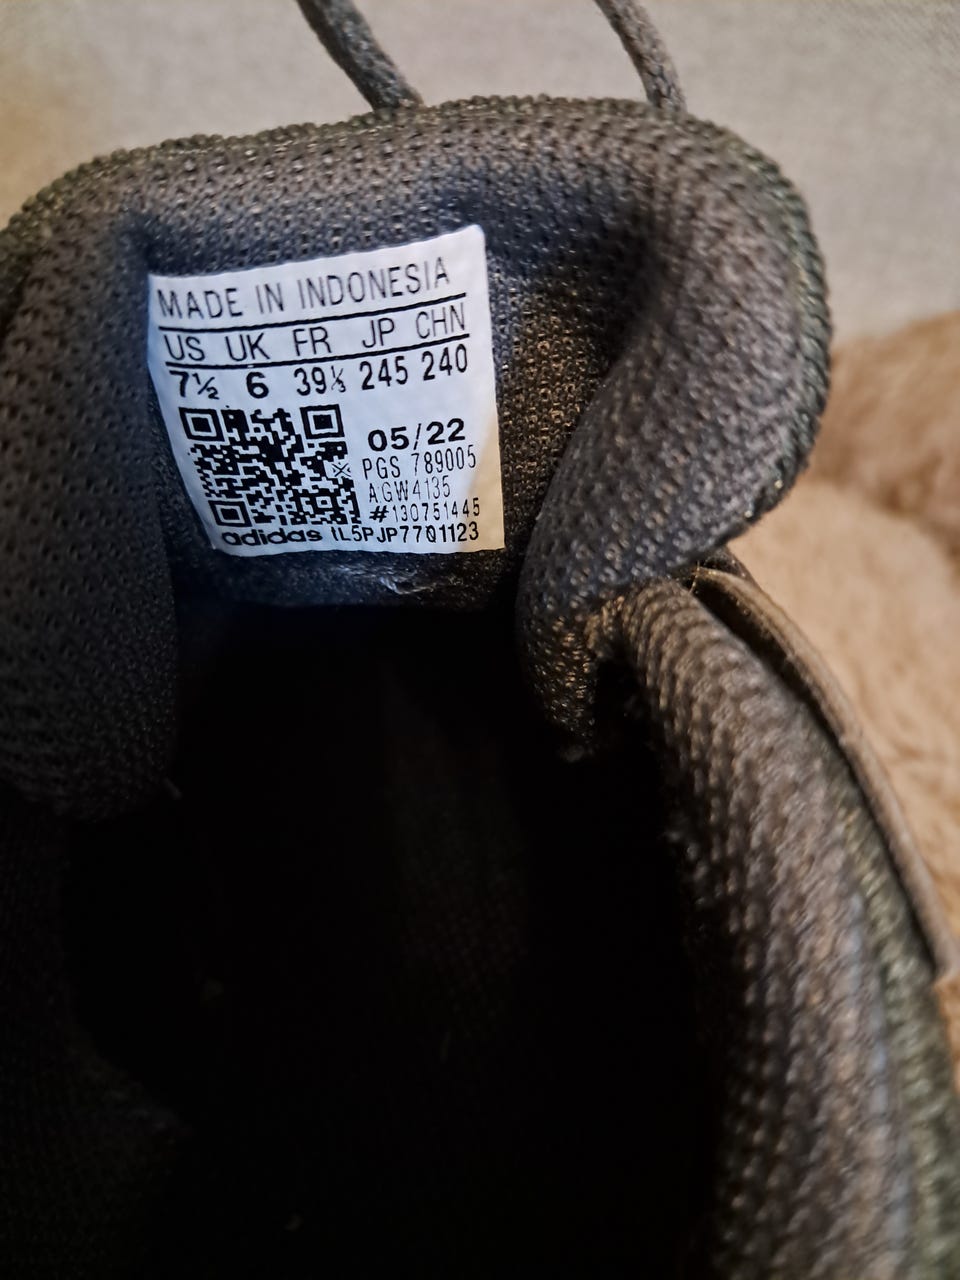 MADE IN INDONESIA
US UK FR JP CHN
7½ 6 39⅓ 245 240
05/22
PGS 789005
AGW4135
#130751445
adidas 1L5PJP7701123